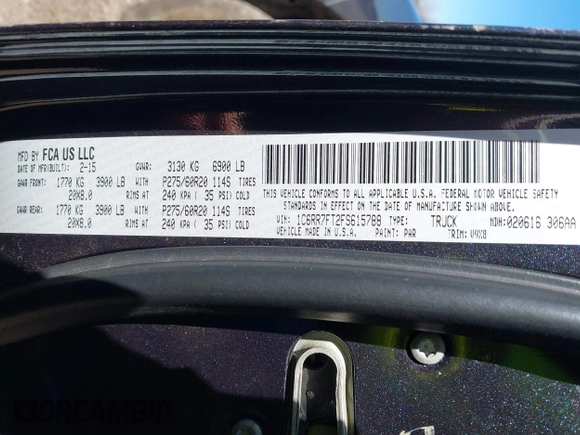 MFD BY FCA US LLC
DATE OF MFR(BUILT): 2-15 GVWR: 3130 KG 6900 LB
GAWR FRONT: 1770 KG 3900 LB WITH P275/60R20 114S TIRES
20X8.0 RIMS AT 240 KPA ( 35 PSI) COLD
GAWR REAR: 1770 KG 3900 LB WITH P275/60R20 114S TIRES
20X8.0 RIMS AT 240 KPA ( 35 PSI) COLD
THIS VEHICLE CONFORMS TO ALL APPLICABLE U.S.A. FEDERAL MOTOR VEHICLE SAFETY
STANDARDS IN EFFECT ON THE DATE OF MANUFACTURE SHOWN ABOVE.
VIN: 1C6RR7FT2FS615788 TYPE: TRUCK MDH:020616 306AA
VEHICLE MADE IN U.S.A. PAINT: PAR TRIM: V9X8
DREAMBID